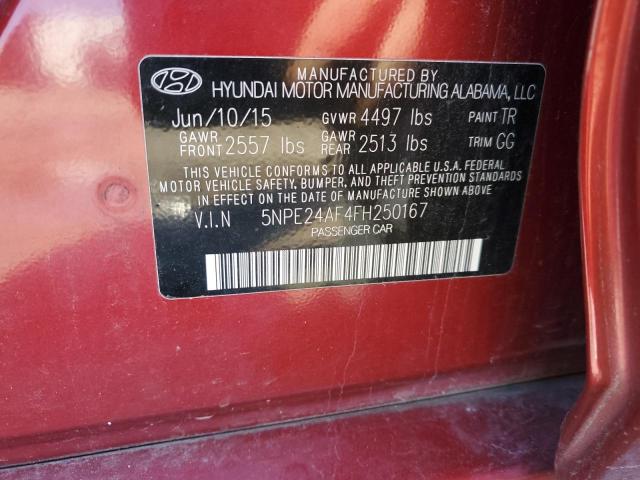 MANUFACTURED BY
HYUNDAI MOTOR MANUFACTURING ALABAMA, LLC
Jun/10/15 GVWR 4497 lbs PAINT TR
GAWR FRONT 2557 lbs GAWR REAR 2513 lbs TRIM GG
THIS VEHICLE CONFORMS TO ALL APPLICABLE U.S.A. FEDERAL
MOTOR VEHICLE SAFETY, BUMPER, AND THEFT PREVENTION STANDARDS
IN EFFECT ON THE DATE OF MANUFACTURE SHOWN ABOVE.
V.I.N 5NPE24AF4FH250167
PASSENGER CAR